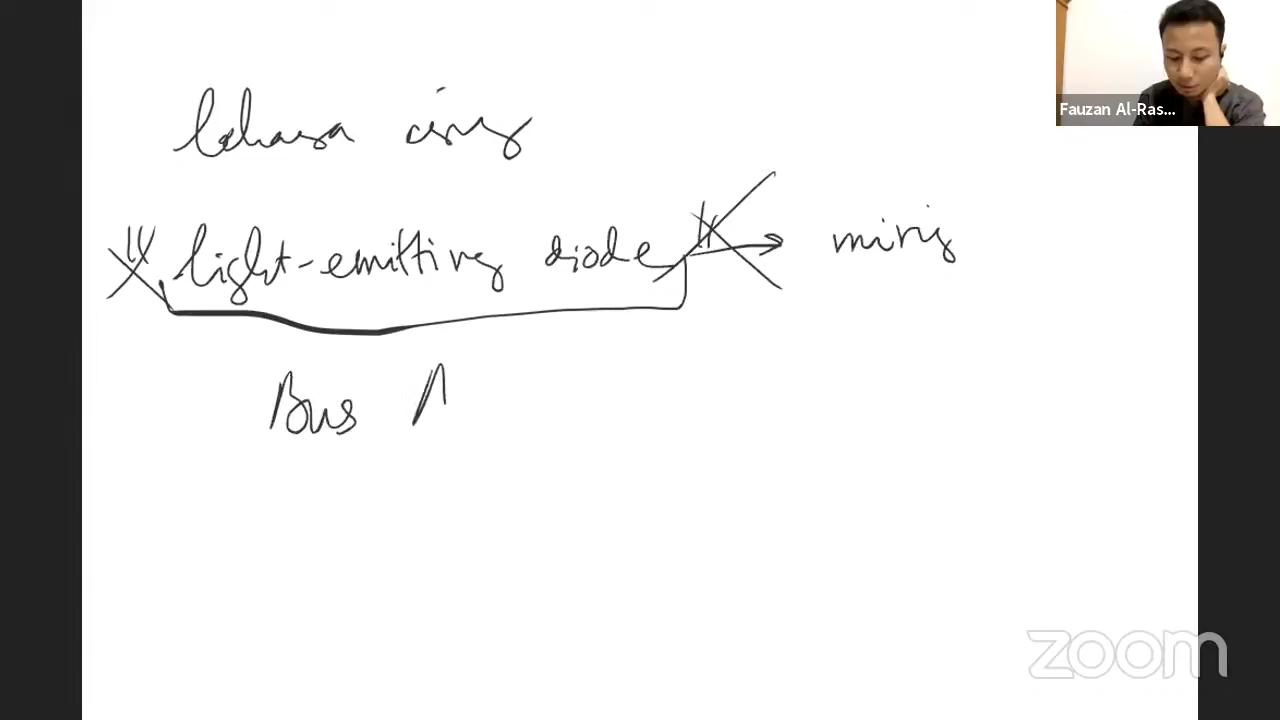 Fauzan Al-Ras...
bahasa asing
"light-emitting diode" → miring
Bus A
zoom